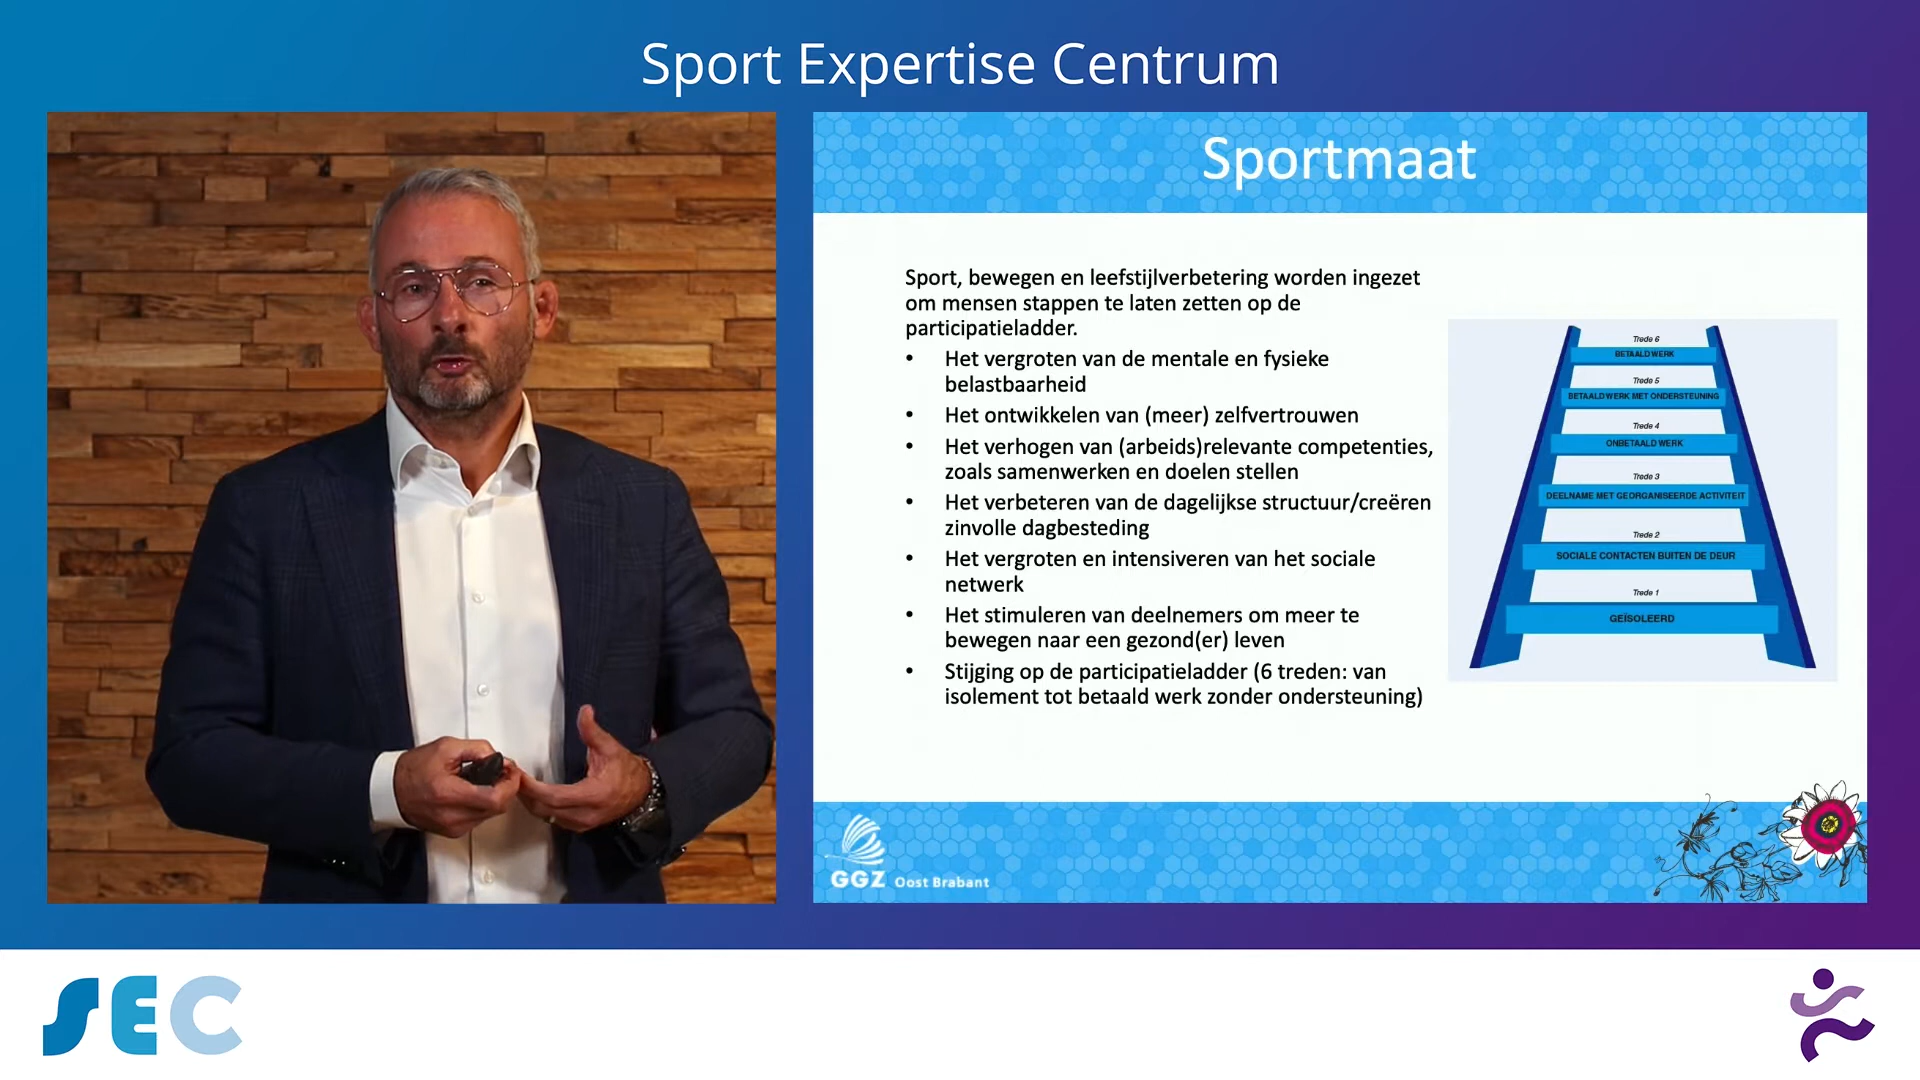 Sport Expertise Centrum
Sportmaat
Sport, bewegen en leefstijlverbetering worden ingezet
om mensen stappen te laten zetten op de
participatieladder.
• Het vergroten van de mentale en fysieke
belastbaarheid
• Het ontwikkelen van (meer) zelfvertrouwen
• Het verhogen van (arbeids)relevante competenties,
zoals samenwerken en doelen stellen
• Het verbeteren van de dagelijkse structuur/creëren
zinvolle dagbesteding
• Het vergroten en intensiveren van het sociale
netwerk
• Het stimuleren van deelnemers om meer te
bewegen naar een gezond(er) leven
• Stijging op de participatieladder (6 treden: van
isolement tot betaald werk zonder ondersteuning)
Trede 6
BETAALD WERK
Trede 5
BETAALD WERK MET ONDERSTEUNING
Trede 4
ONBETAALD WERK
Trede 3
DEELNAME MET GEORGANISEERDE ACTIVITEIT
Trede 2
SOCIALE CONTACTEN BUITEN DE DEUR
Trede 1
GEÏSOLEERD
GGZ Oost Brabant
SEC